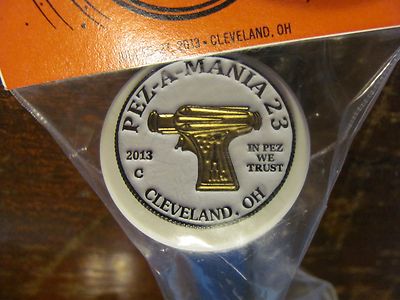 2013 • CLEVELAND, OH
PEZ-A-MANIA 23
2013
C
IN PEZ
WE
TRUST
CLEVELAND, OH